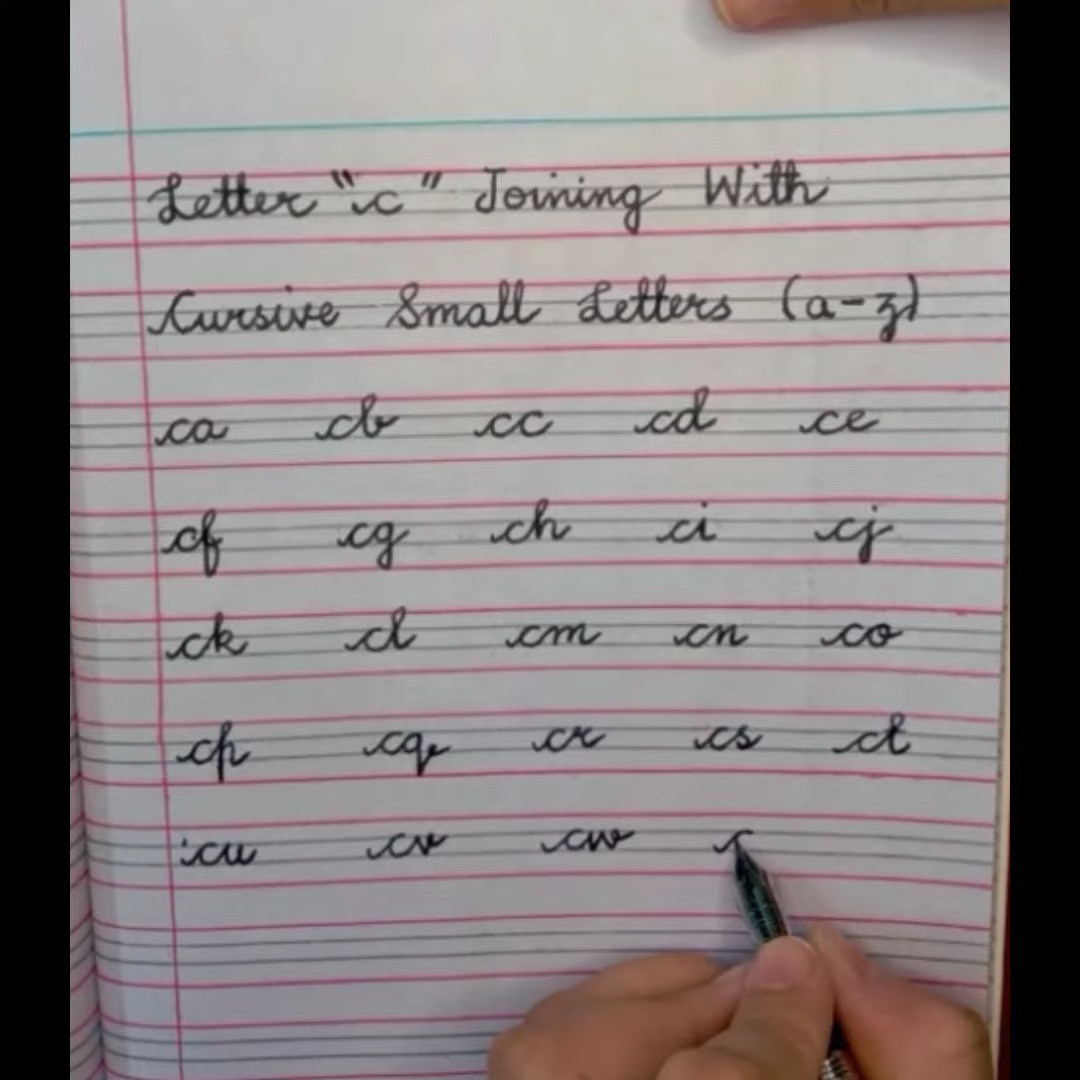 Letter "c" Joining With
Cursive Small Letters (a-z)
ca cb cc cd ce
cf cg ch ci cj
ck cl cm cn co
cp cq cr cs ct
cu cv cw c